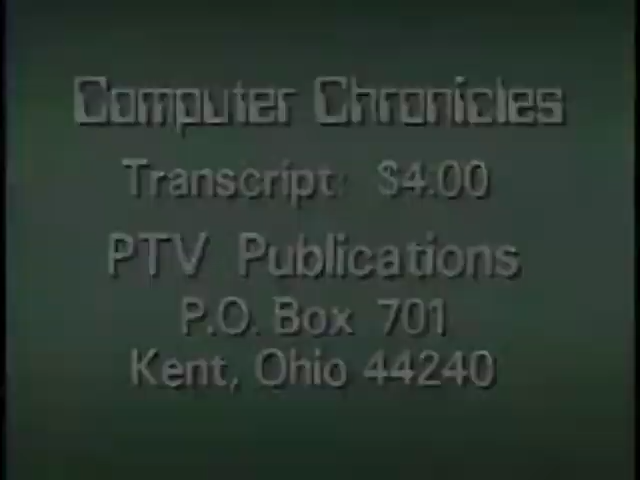 Computer Chronicles
Transcript: $4.00
PTV Publications
P.O. Box 701
Kent, Ohio 44240